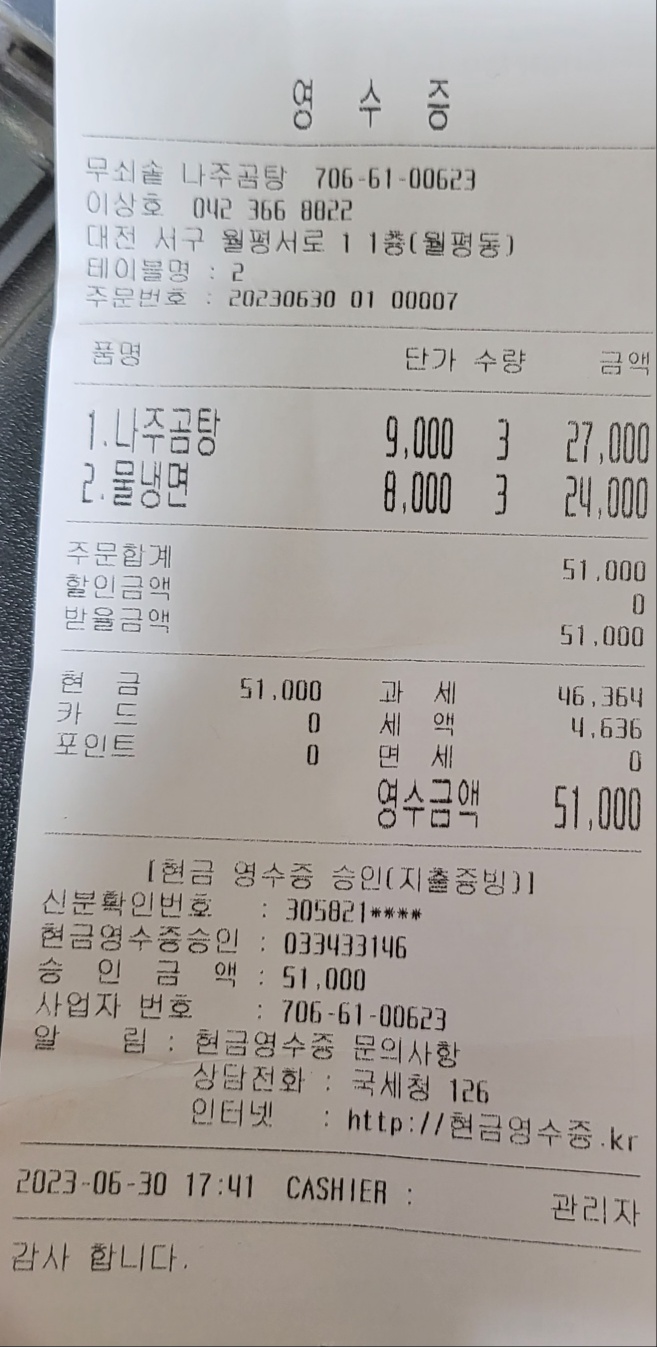 영 수 증
무쇠솥 나주곰탕 706-61-00623
이상호 042 366 8822
대전 서구 월평서로 1 1층(월평동)
테이블명 : 2
주문번호 : 20230630 01 00007
품명 단가 수량 금액
1.나주곰탕 9,000 3 27,000
2.물냉면 8,000 3 24,000
주문합계 51,000
할인금액 0
받을금액 51,000
현 금 51,000 과 세 46,364
카 드 0 세 액 4,636
포인트 0 면 세 0
영수금액 51,000
[현금 영수증 승인(지출증빙)]
신분확인번호 : 305821****
현금영수증승인 : 033433146
승 인 금 액 : 51,000
사업자 번호 : 706-61-00623
알 림 : 현금영수증 문의사항
상담전화 : 국세청 126
인터넷 : http://현금영수증.kr
2023-06-30 17:41 CASHIER : 관리자
감사 합니다.